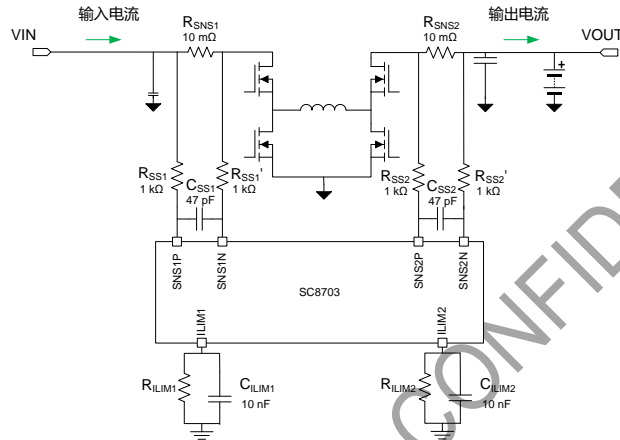 输入电流
输出电流
VIN
RSNS1
10 mΩ
RSNS2
10 mΩ
VOUT
+
RSS1
1 kΩ
CSS1
47 pF
RSS1'
1 kΩ
RSS2
1 kΩ
CSS2
47 pF
RSS2'
1 kΩ
SNS1P
SNS1N
SNS2P
SNS2N
SC8703
ILIM1
ILIM2
RILIM1
CILIM1
10 nF
RILIM2
CILIM2
10 nF